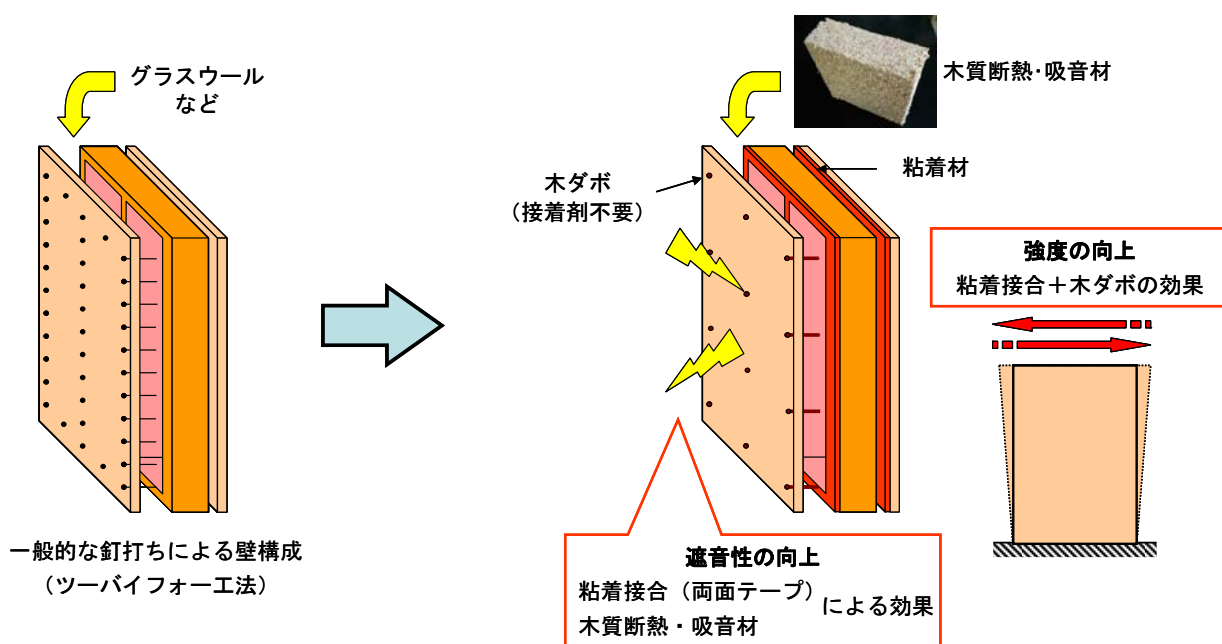 グラスウール
など
一般的な釘打ちによる壁構成
（ツーバイフォー工法）
木質断熱・吸音材
粘着材
木ダボ
（接着剤不要）
強度の向上
粘着接合＋木ダボの効果
遮音性の向上
粘着接合（両面テープ）
木質断熱・吸音材
による効果